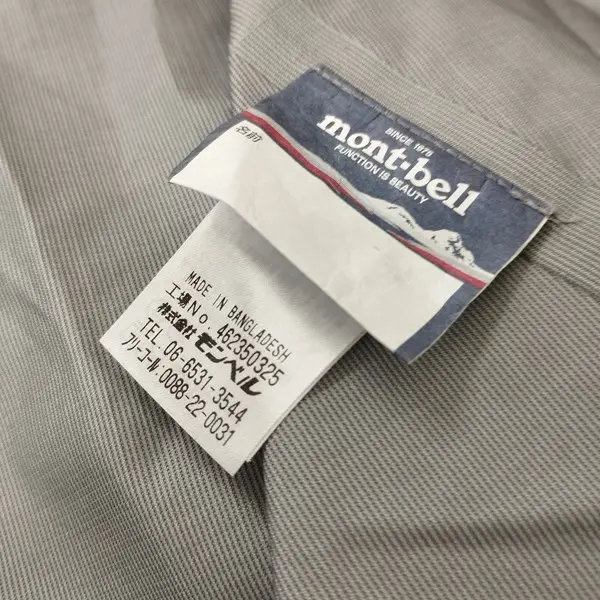 SINCE 1975
mont-bell
FUNCTION IS BEAUTY
名前
MADE IN BANGLADESH
工場No. 462350325
株式会社 モンベル
TEL. 06-6531-3544
フリーコール:0088-22-0031